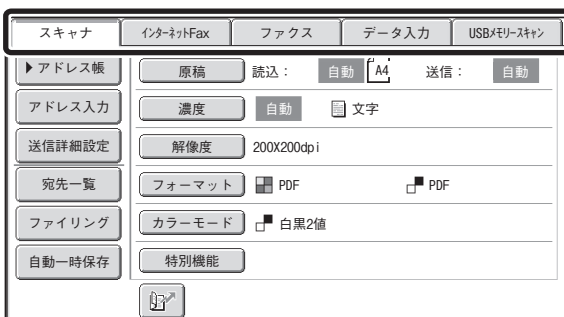 スキャナ インターネットFax ファックス データ入力 USBメモリースキャン
アドレス帳 原稿 読込： 自動 A4 送信： 自動
アドレス入力 濃度 自動 文字
送信詳細設定 解像度 200X200dpi
宛先一覧 フォーマット PDF PDF
ファイリング カラーモード 白黒2値
自動一時保存 特別機能